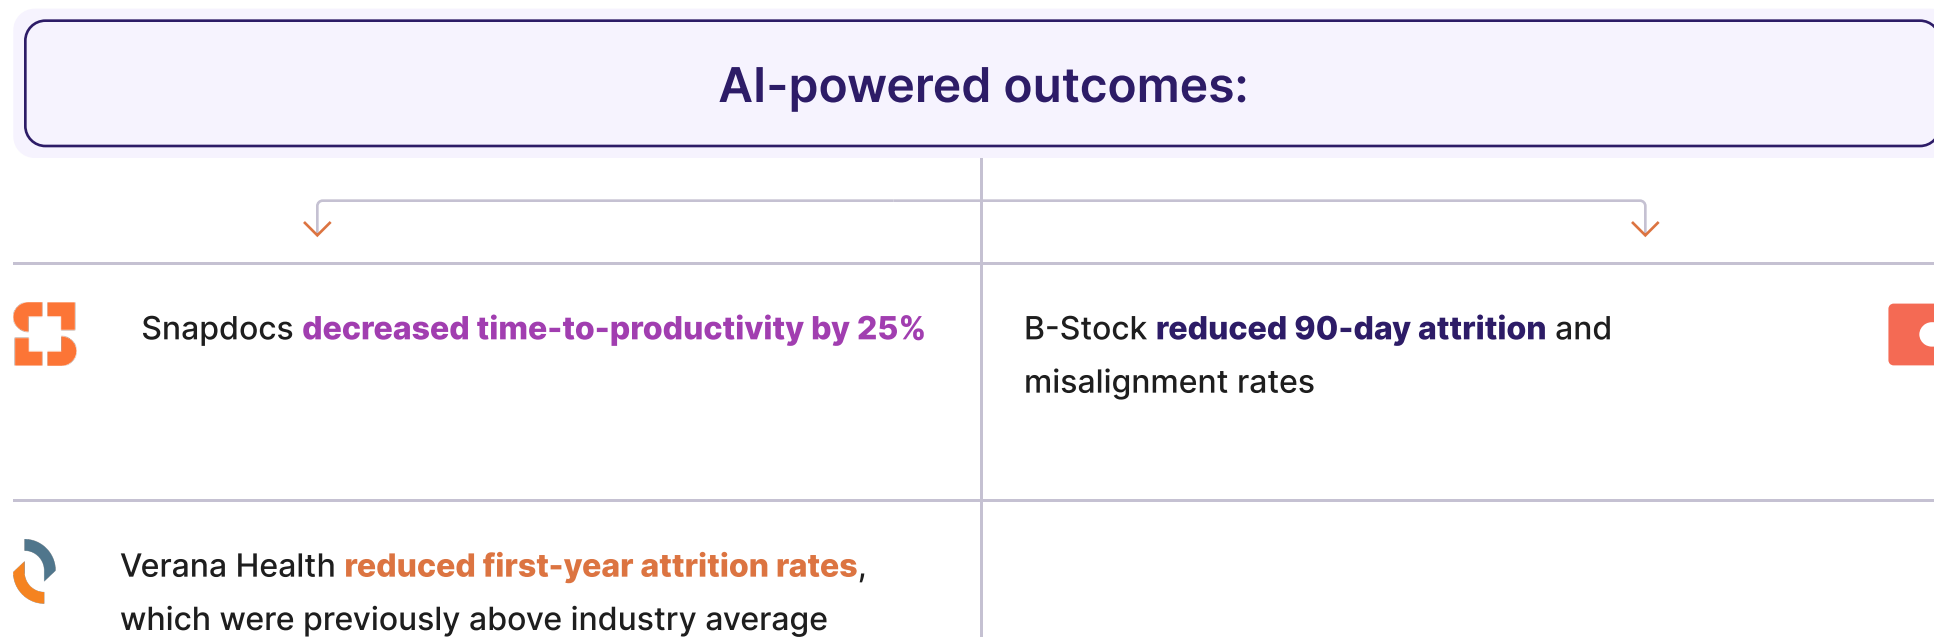 AI-powered outcomes:
Snapdocs decreased time-to-productivity by 25%
B-Stock reduced 90-day attrition and
misalignment rates
Verana Health reduced first-year attrition rates,
which were previously above industry average